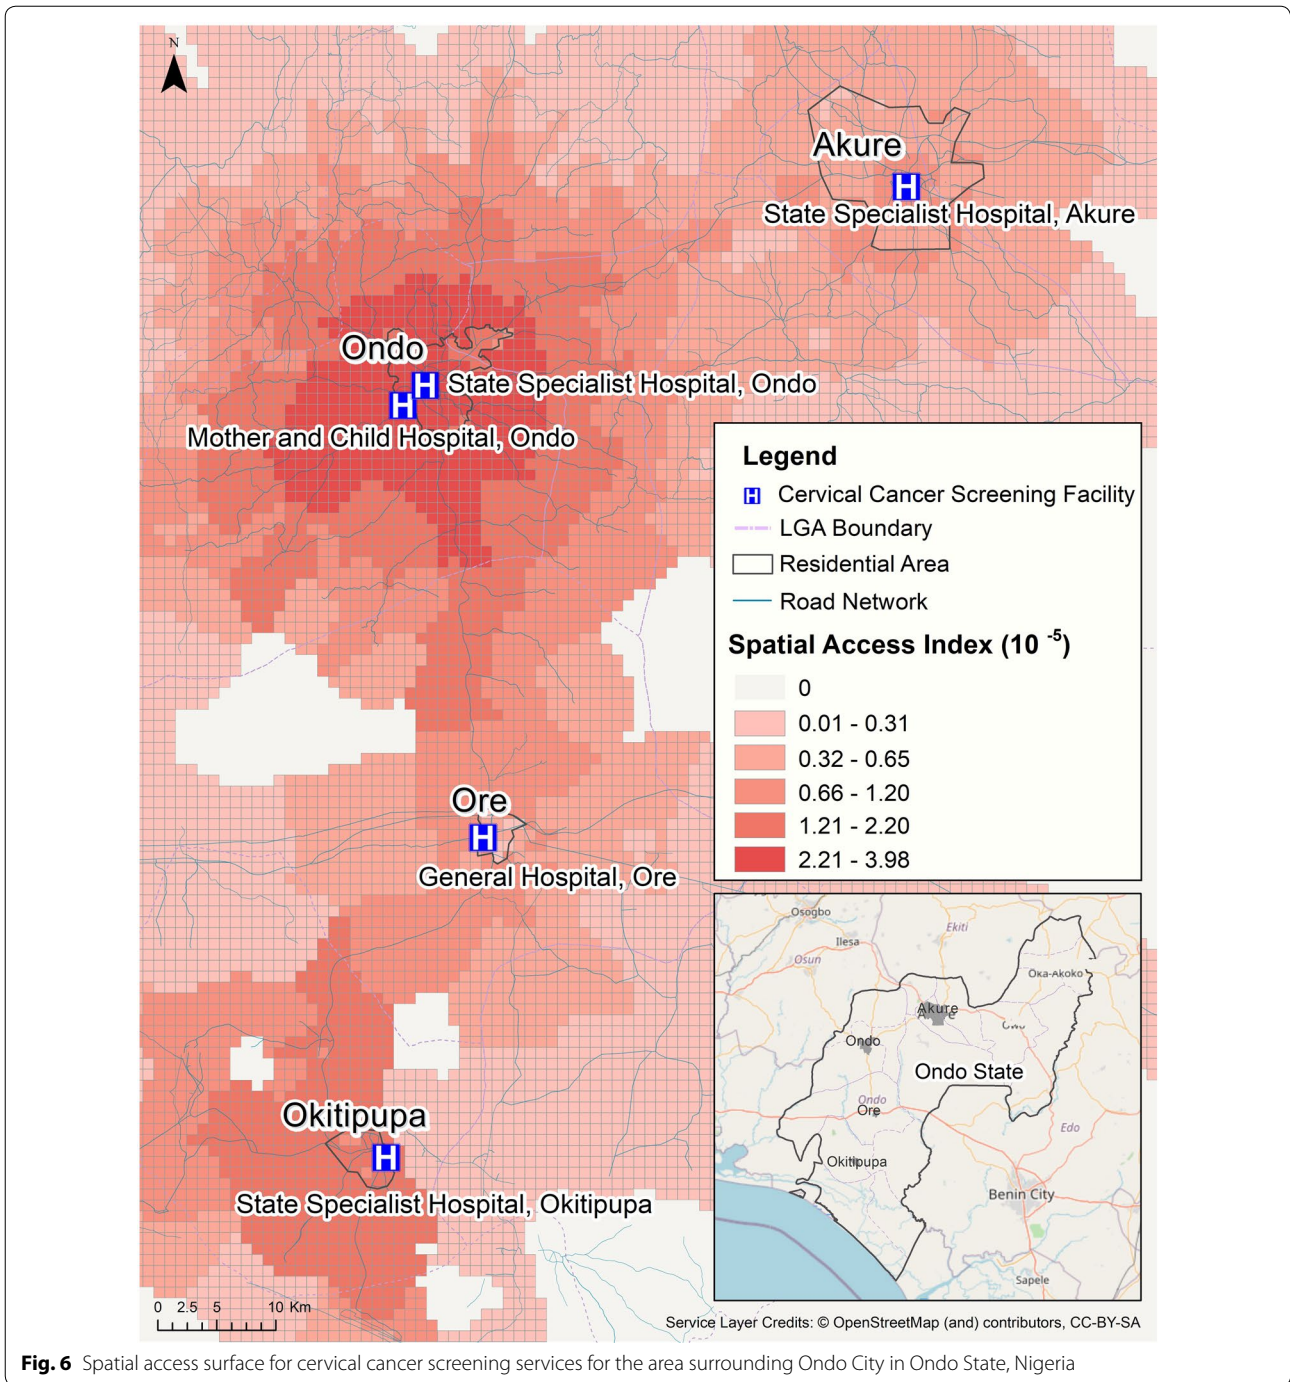 N
Akure
H
State Specialist Hospital, Akure
Ondo
H State Specialist Hospital, Ondo
H
Mother and Child Hospital, Ondo
Legend
H Cervical Cancer Screening Facility
LGA Boundary
Residential Area
Road Network
Spatial Access Index (10 -5)
0
0.01 - 0.31
0.32 - 0.65
0.66 - 1.20
1.21 - 2.20
2.21 - 3.98
Ore
H
General Hospital, Ore
Okitipupa
H
State Specialist Hospital, Okitipupa
Osogbo
Ekiti
Ilesa
Osun
Oka-Akoko
Akure
Ondo
Ondo State
Ondo
Ore
Edo
Okitipupa
Benin City
Sapele
0 2.5 5 10 Km
Service Layer Credits: © OpenStreetMap (and) contributors, CC-BY-SA
Fig. 6 Spatial access surface for cervical cancer screening services for the area surrounding Ondo City in Ondo State, Nigeria